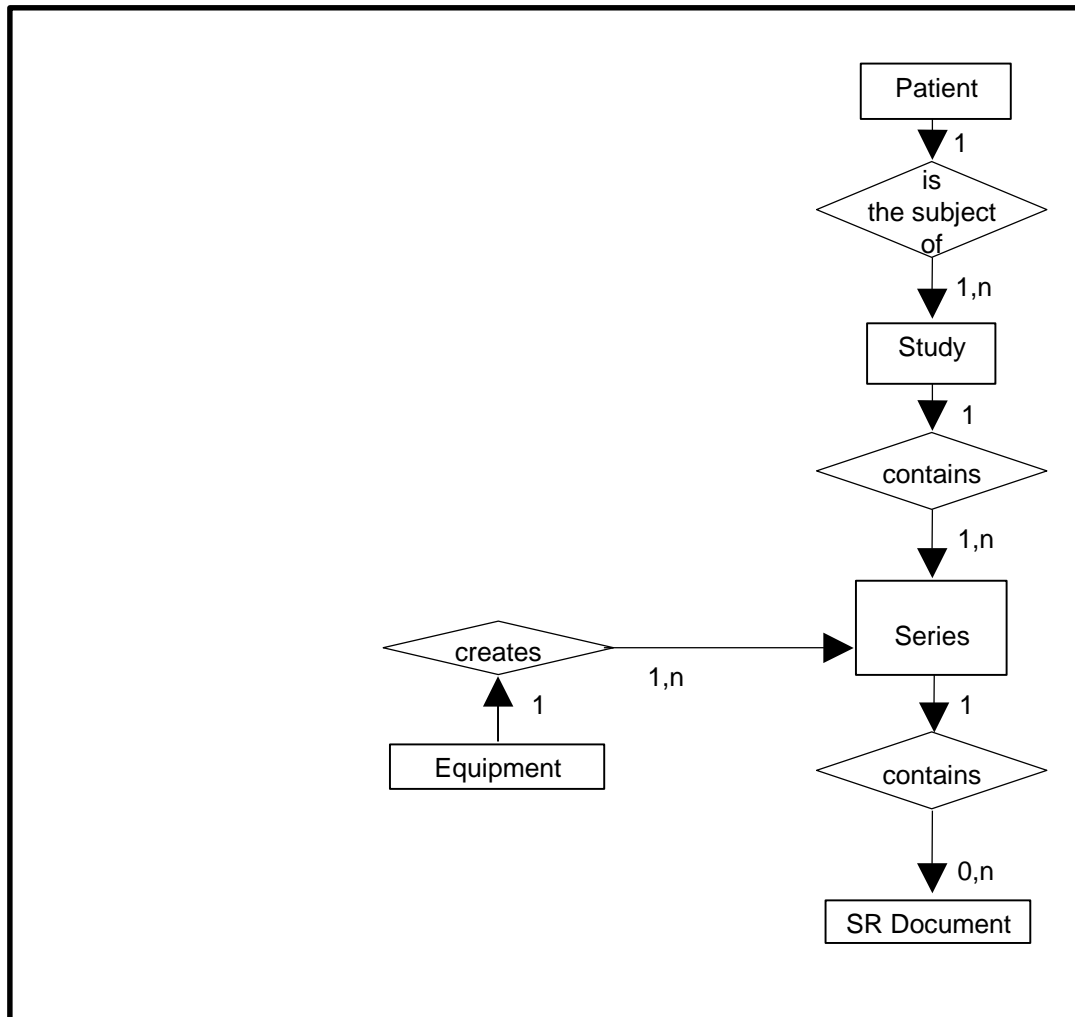 Patient
1
is
the subject
of
1,n
Study
1
contains
1,n
Series
creates
1,n
1
1
Equipment
contains
0,n
SR Document